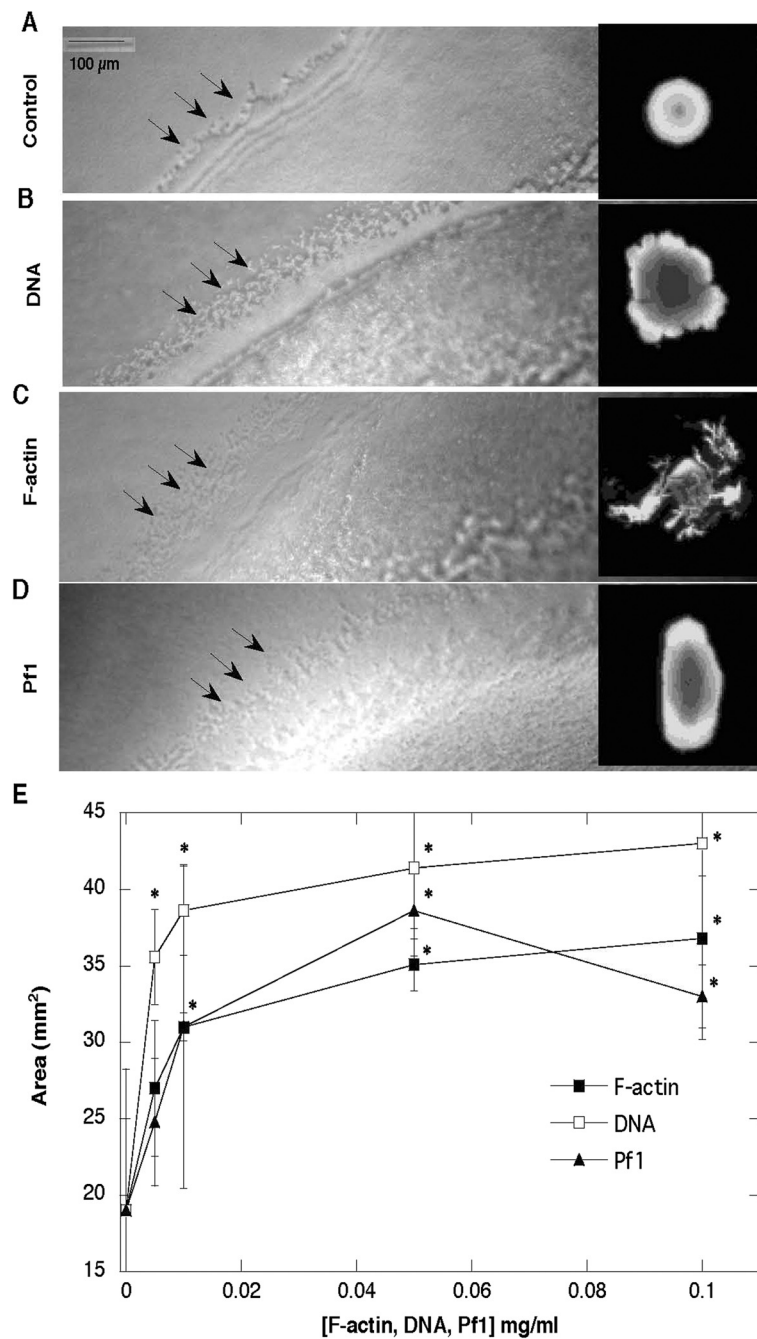 A
100 µm
Control
B
DNA
C
F-actin
D
Pf1
E
45
40
35
30
25
20
15
Area (mm²)
* * * *
* * *
* *
F-actin
DNA
Pf1
0 0.02 0.04 0.06 0.08 0.1
[F-actin, DNA, Pf1] mg/ml